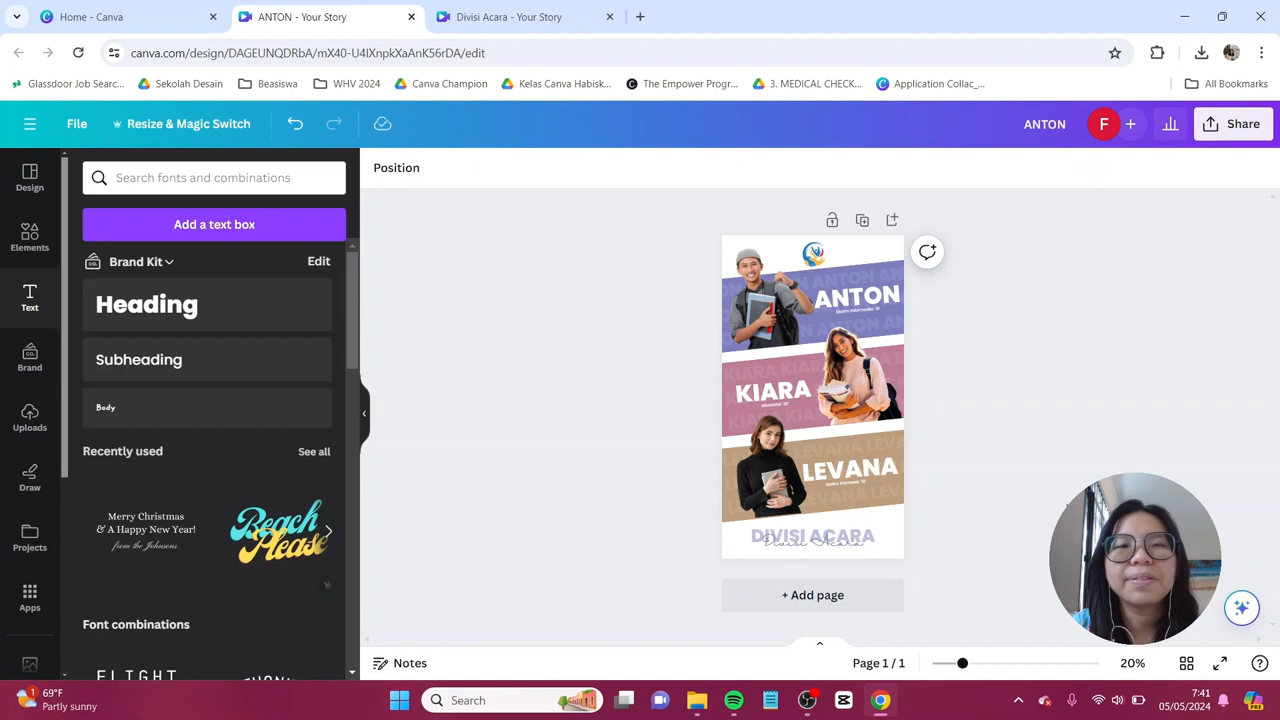 Home - Canva
ANTON - Your Story
Divisi Acara - Your Story
canva.com/design/DAGEUNQDRbA/mX40-U4IXnpkXaAnK56rDA/edit
Glassdoor Job Searc...
Sekolah Desain
Beasiswa
WHV 2024
Canva Champion
Kelas Canva Habisk...
The Empower Progr...
3. MEDICAL CHECK...
Application Collac_...
All Bookmarks
File
Resize & Magic Switch
ANTON
F
Share
Design
Elements
Text
Brand
Uploads
Draw
Projects
Apps
Search fonts and combinations
Add a text box
Brand Kit
Edit
Heading
Subheading
Body
Recently used
See all
Merry Christmas
& A Happy New Year!
from the Johnsons
Beach
Please
Font combinations
FLIGHT
Position
ANTON
KIARA
LEVANA
DIVISI ACARA
Divisi Acara
+ Add page
Notes
Page 1 / 1
20%
1
69°F
Partly sunny
Search
7:41
05/05/2024